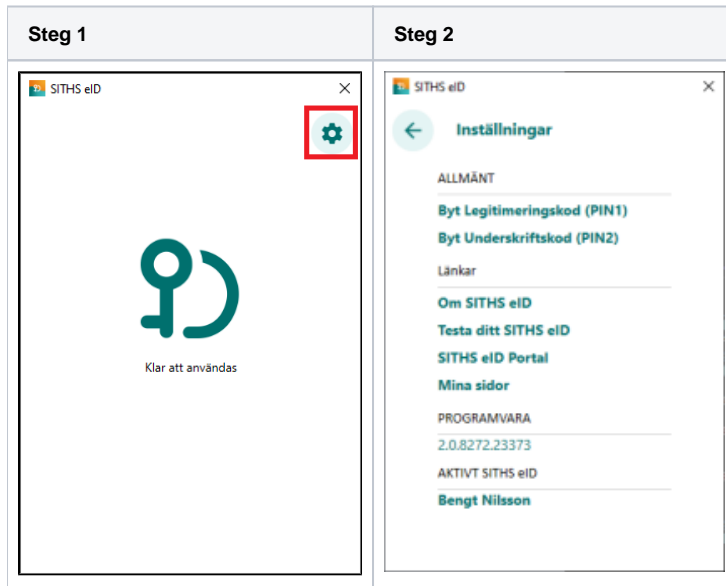 Steg 1
SITHS eID
Klar att användas
Steg 2
SITHS eID
Inställningar
ALLMÄNT
Byt Legitimeringskod (PIN1)
Byt Underskriftskod (PIN2)
Länkar
Om SITHS eID
Testa ditt SITHS eID
SITHS eID Portal
Mina sidor
PROGRAMVARA
2.0.8272.23373
AKTIVT SITHS eID
Bengt Nilsson